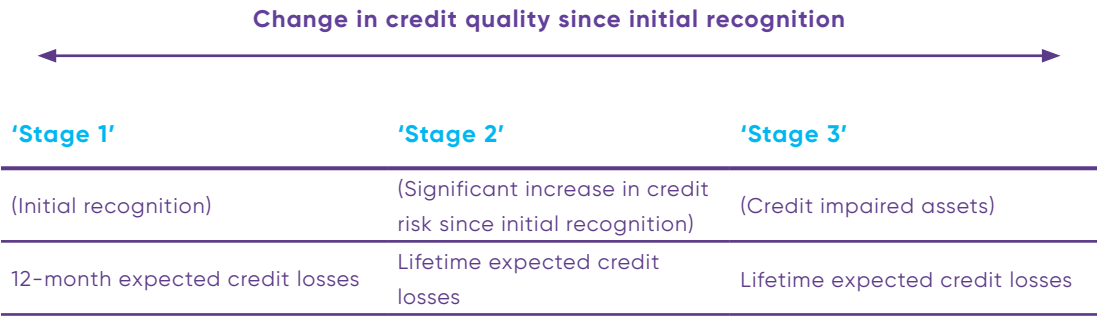 Change in credit quality since initial recognition
‘Stage 1’
‘Stage 2’
‘Stage 3’
(Initial recognition)
(Significant increase in credit
risk since initial recognition)
(Credit impaired assets)
12-month expected credit losses
Lifetime expected credit
losses
Lifetime expected credit losses